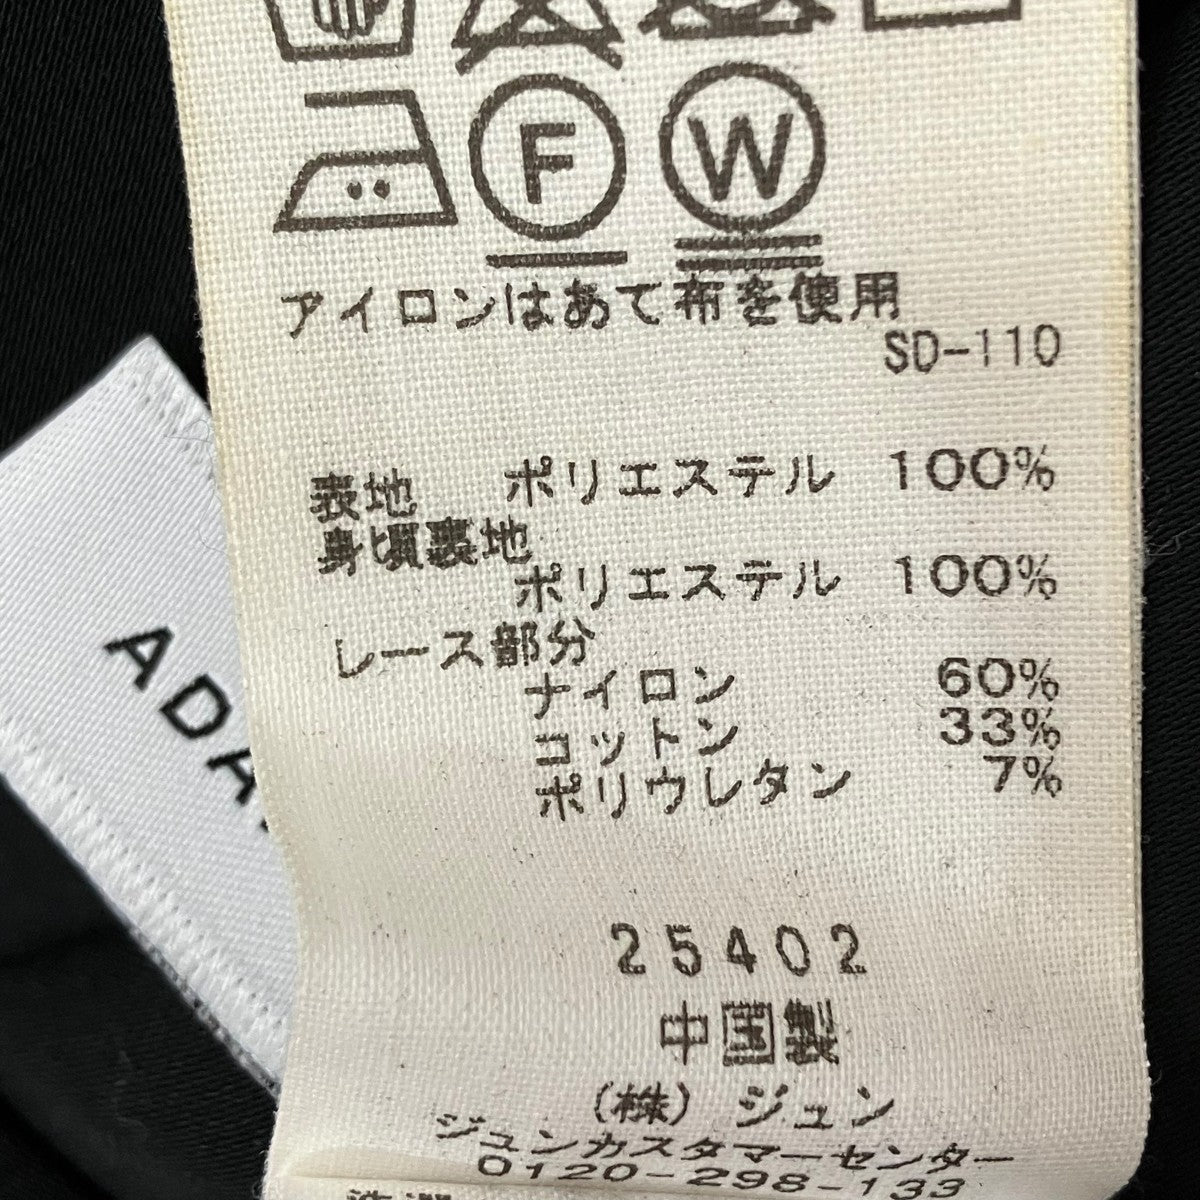 F W
アイロンはあて布を使用
SD-110
表地 ポリエステル 100%
身頃裏地
ポリエステル 100%
レース部分
ナイロン 60%
コットン 33%
ポリウレタン 7%
25402
中国製
(株) ジュン
ジュンカスタマーセンター
0120-298-133
ADA